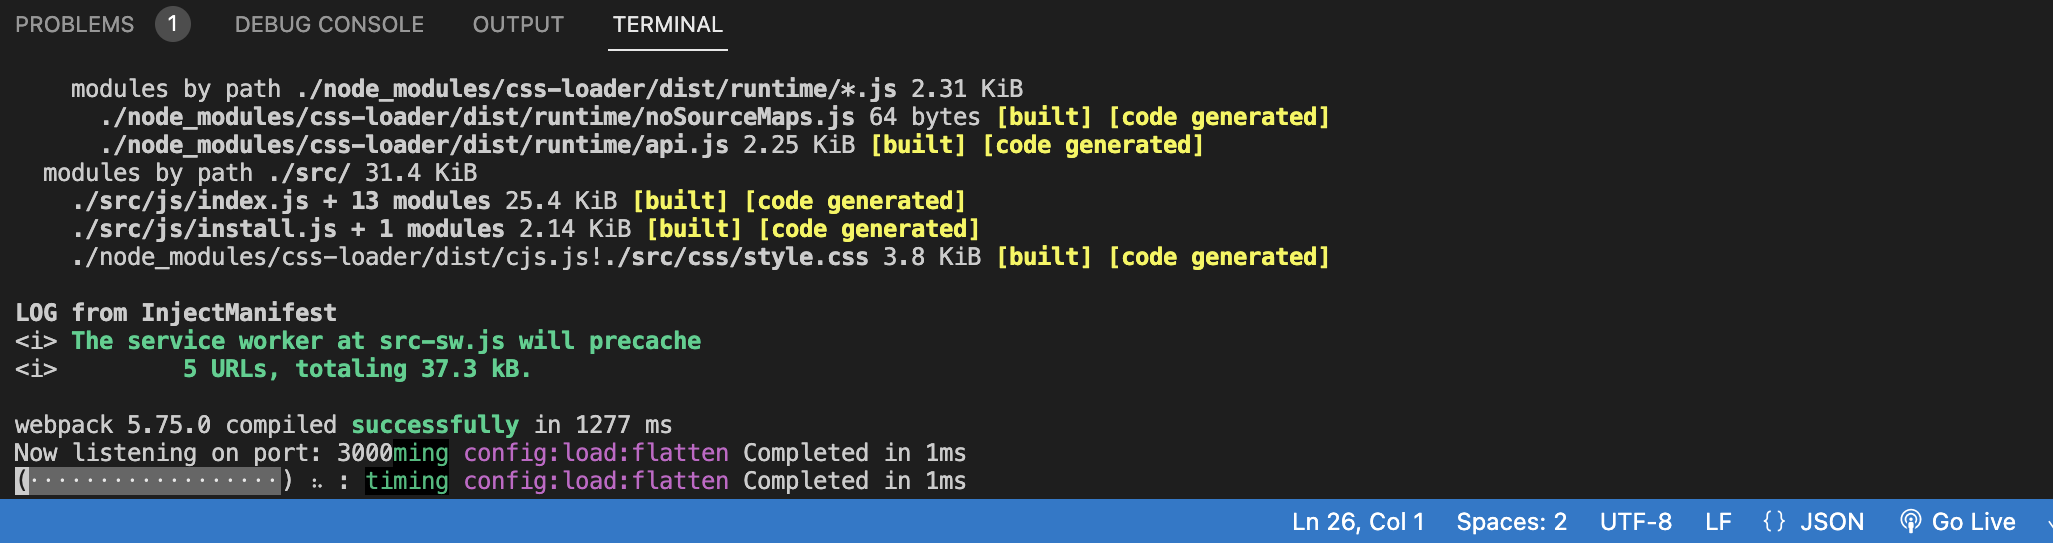 PROBLEMS 1 DEBUG CONSOLE OUTPUT TERMINAL
modules by path ./node_modules/css-loader/dist/runtime/*.js 2.31 KiB
./node_modules/css-loader/dist/runtime/noSourceMaps.js 64 bytes [built] [code generated]
./node_modules/css-loader/dist/runtime/api.js 2.25 KiB [built] [code generated]
modules by path ./src/ 31.4 KiB
./src/js/index.js + 13 modules 25.4 KiB [built] [code generated]
./src/js/install.js + 1 modules 2.14 KiB [built] [code generated]
./node_modules/css-loader/dist/cjs.js!./src/css/style.css 3.8 KiB [built] [code generated]
LOG from InjectManifest
<i> The service worker at src-sw.js will precache
<i> 5 URLs, totaling 37.3 kB.
webpack 5.75.0 compiled successfully in 1277 ms
Now listening on port: 3000ming config:load:flatten Completed in 1ms
(··················) ⠦ : timing config:load:flatten Completed in 1ms
Ln 26, Col 1 Spaces: 2 UTF-8 LF {} JSON Go Live